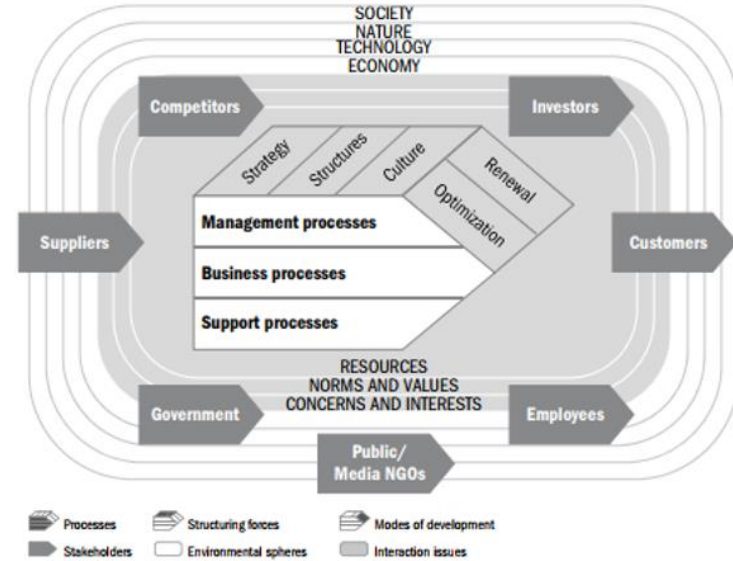 SOCIETY
NATURE
TECHNOLOGY
ECONOMY
Competitors
Investors
Strategy
Structures
Culture
Renewal
Optimization
Management processes
Suppliers
Customers
Business processes
Support processes
RESOURCES
NORMS AND VALUES
CONCERNS AND INTERESTS
Government
Employees
Public/
Media NGOs
Processes
Structuring forces
Modes of development
Stakeholders
Environmental spheres
Interaction issues